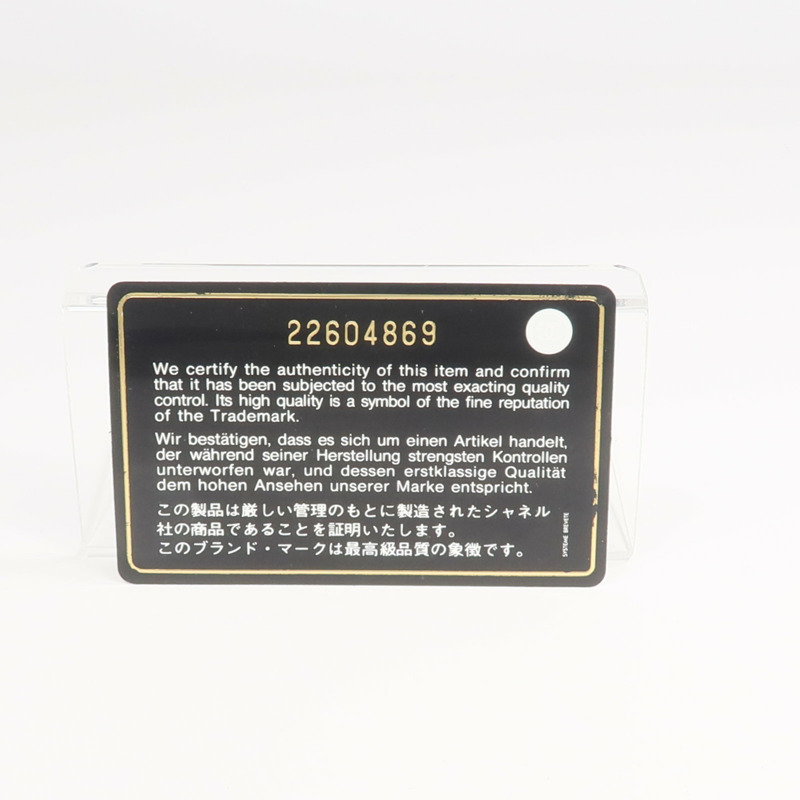 22604869
We certify the authenticity of this item and confirm
that it has been subjected to the most exacting quality
control. Its high quality is a symbol of the fine reputation
of the Trademark.
Wir bestätigen, dass es sich um einen Artikel handelt,
der während seiner Herstellung strengsten Kontrollen
unterworfen war, und dessen erstklassige Qualität
dem hohen Ansehen unserer Marke entspricht.
この製品は厳しい管理のもとに製造されたシャネル
社の商品であることを証明いたします。
このブランド・マークは最高級品質の象徴です。
SYSTEME BREVETE